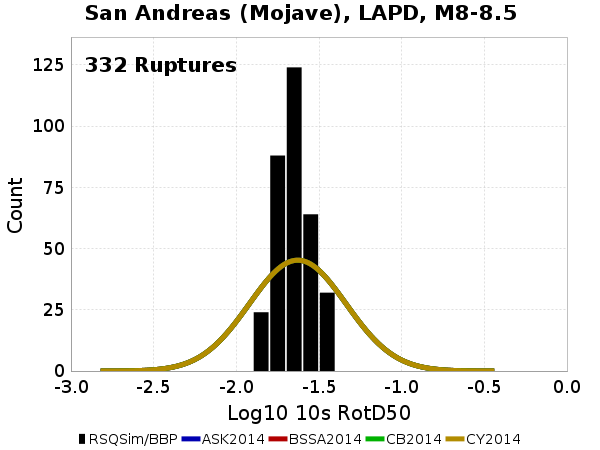 San Andreas (Mojave), LAPD, M8-8.5
332 Ruptures
Count
125
100
75
50
25
0
-3.0 -2.5 -2.0 -1.5 -1.0 -0.5 0.0
Log10 10s RotD50
RSQSim/BBP ASK2014 BSSA2014 CB2014 CY2014